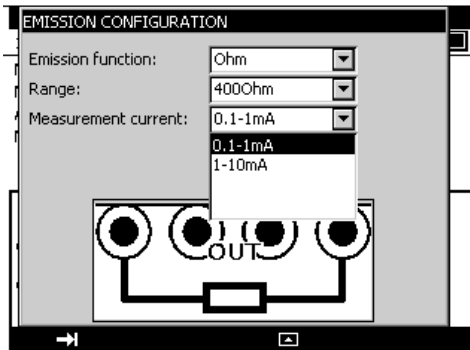 EMISSION CONFIGURATION
Emission function: Ohm
Range: 400Ohm
Measurement current: 0.1-1mA
0.1-1mA
1-10mA
OUT